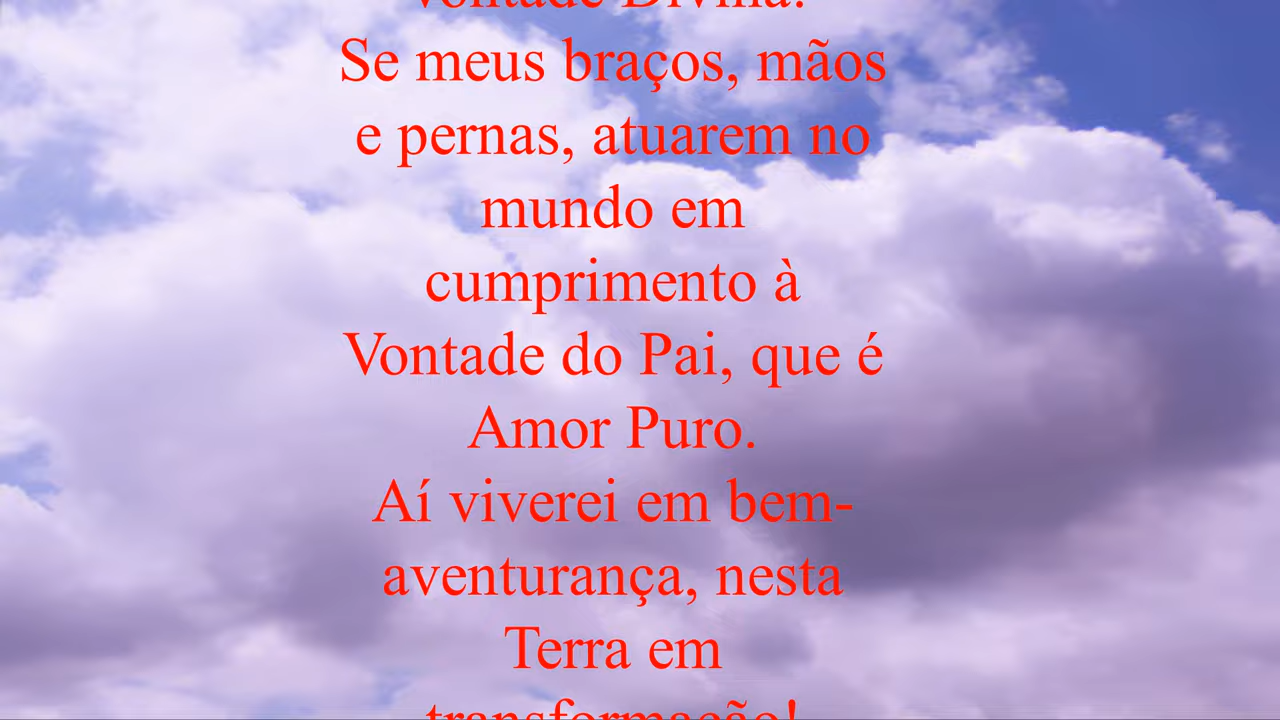 Vontade Divina!
Se meus braços, mãos
e pernas, atuarem no
mundo em
cumprimento à
Vontade do Pai, que é
Amor Puro.
Aí viverei em bem-
aventurança, nesta
Terra em
transformação!